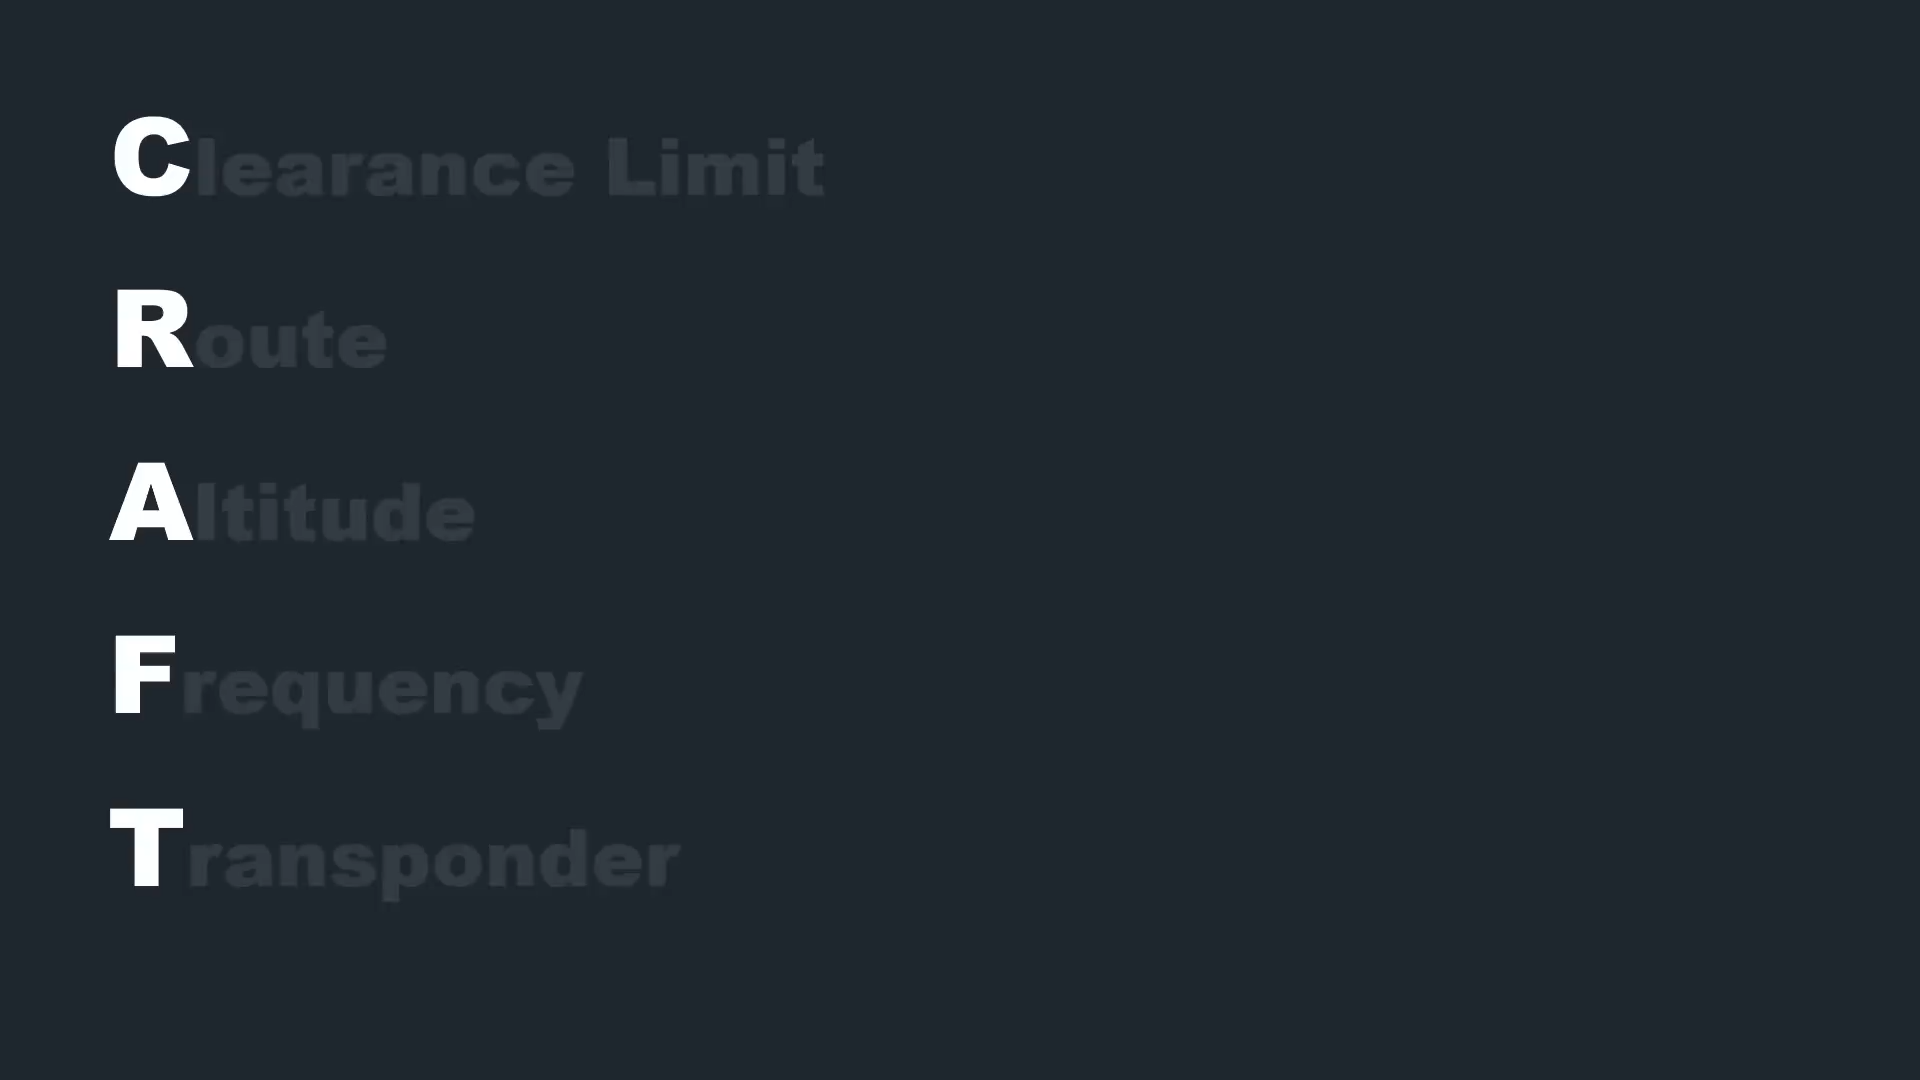 Clearance Limit
Route
Altitude
Frequency
Transponder